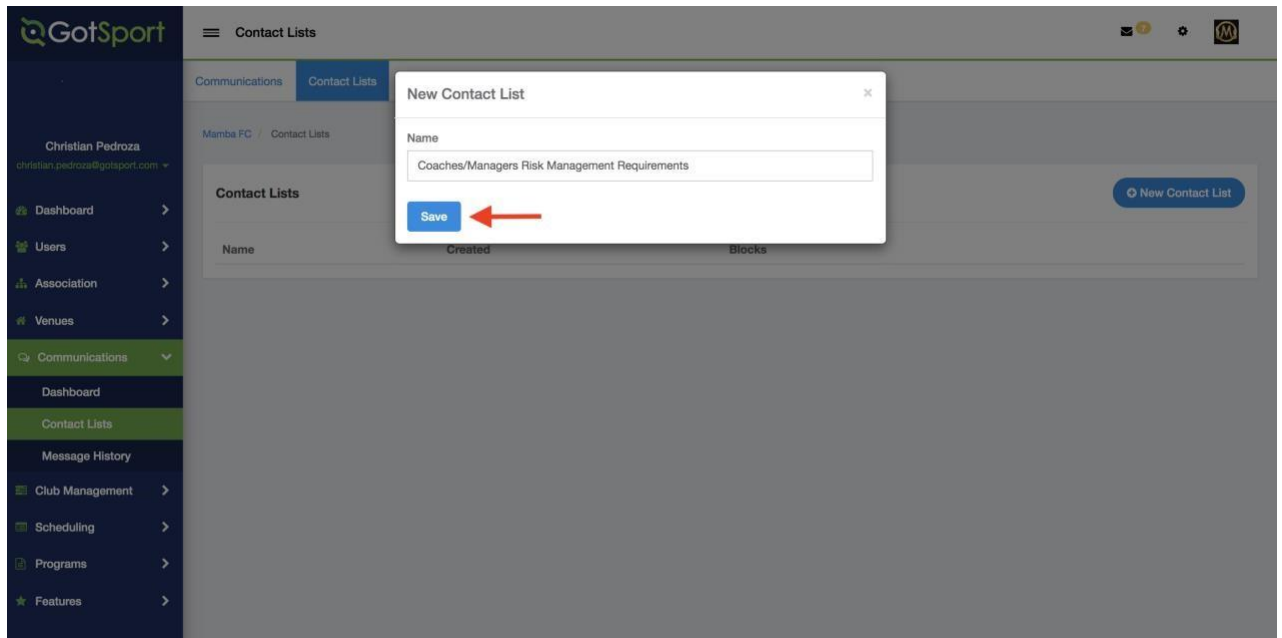 GotSport
Contact Lists
7
Communications
Contact Lists
Christian Pedroza
christian.pedroza@gotsport.com
Dashboard
Users
Association
Venues
Communications
Dashboard
Contact Lists
Message History
Club Management
Scheduling
Programs
Features
Mamba FC / Contact Lists
Contact Lists
New Contact List
Name Created Blocks
New Contact List
×
Name
Coaches/Managers Risk Management Requirements
Save